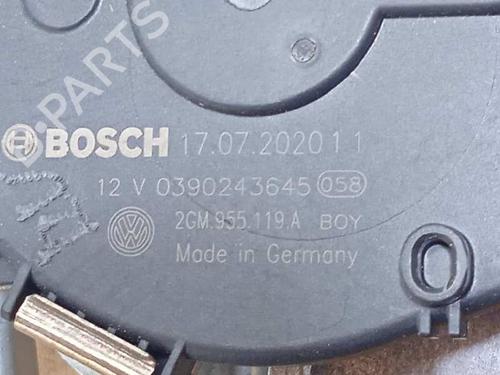 B-PARTS
BOSCH 17.07.2020 1 1
12 V 0390243645 058
2GM.955.119.A BOY
Made in Germany